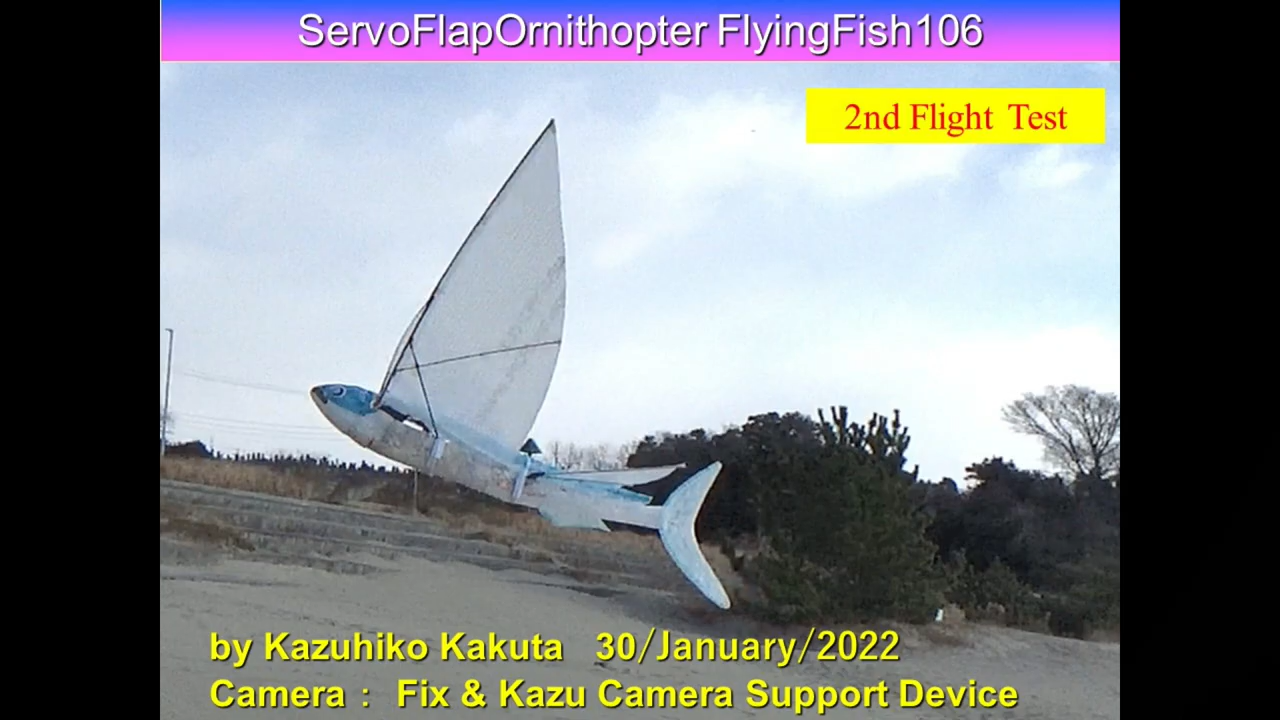 ServoFlapOrnithopter FlyingFish106
2nd Flight Test
by Kazuhiko Kakuta 30/January/2022
Camera : Fix & Kazu Camera Support Device